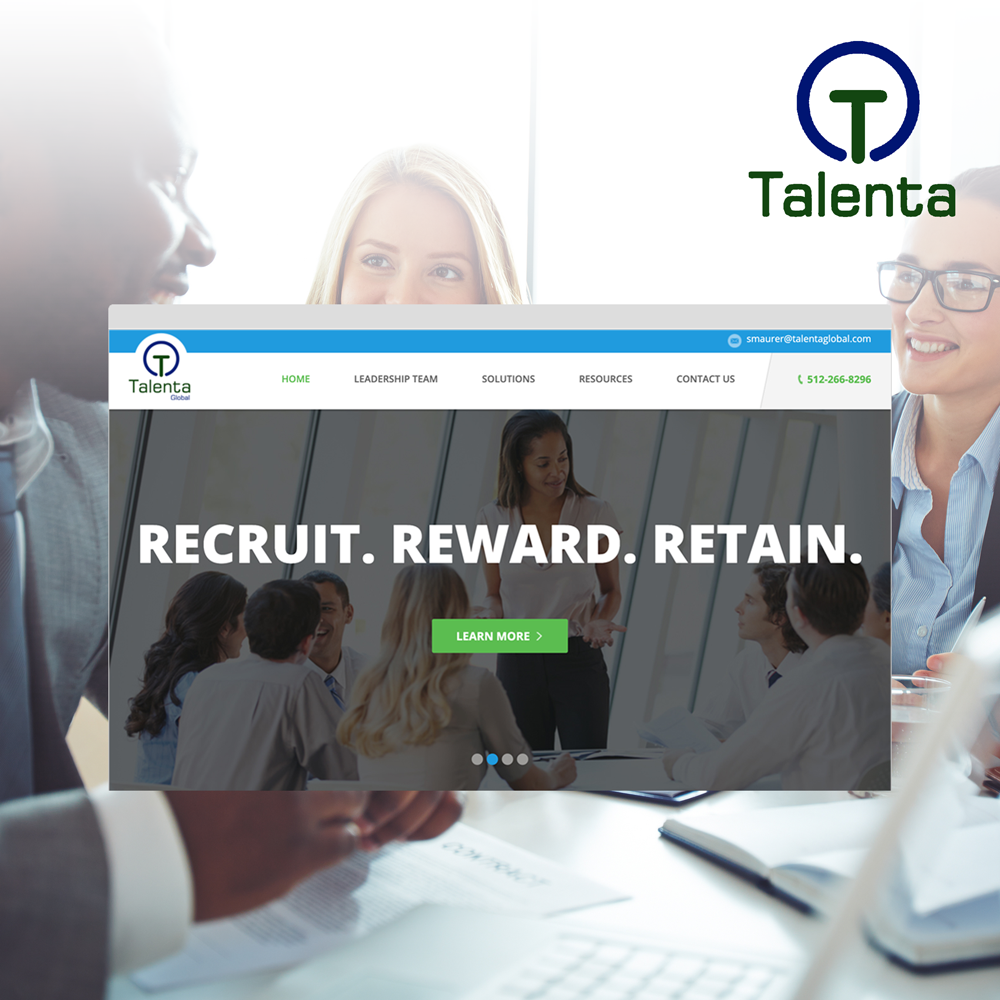 T
Talenta
smaurer@talentaglobal.com
T
Talenta
Global
HOME LEADERSHIP TEAM SOLUTIONS RESOURCES CONTACT US 512-266-8296
RECRUIT. REWARD. RETAIN.
LEARN MORE >
CONTRACT